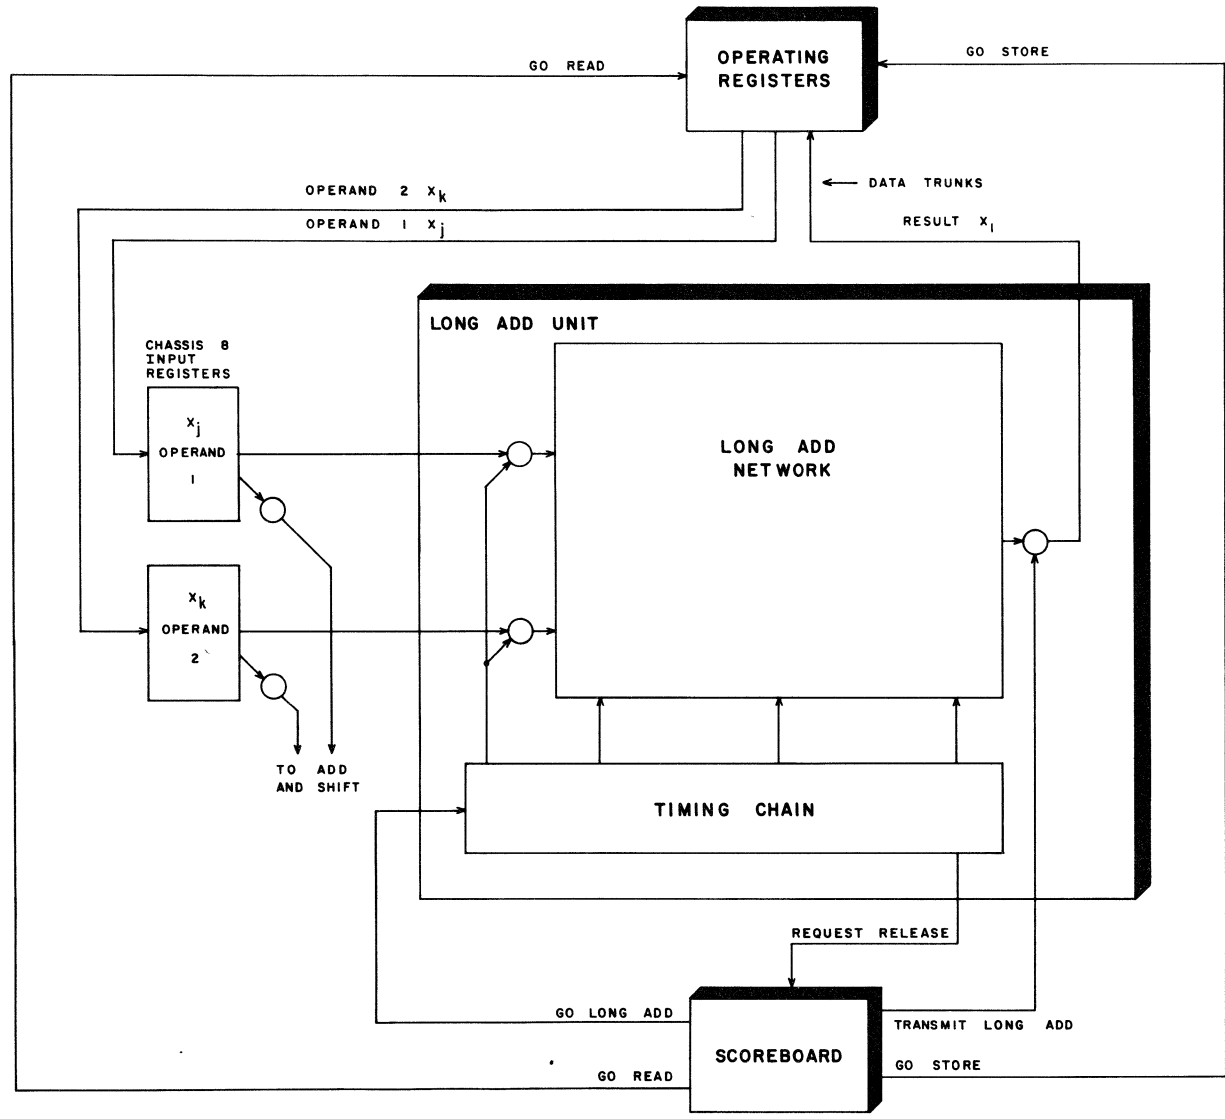 OPERATING
REGISTERS
GO READ
GO STORE
DATA TRUNKS
OPERAND 2 Xk
OPERAND 1 Xj
RESULT Xi
LONG ADD UNIT
CHASSIS 8
INPUT
REGISTERS
Xj
OPERAND
1
LONG ADD
NETWORK
Xk
OPERAND
2
TO ADD
AND SHIFT
TIMING CHAIN
REQUEST RELEASE
GO LONG ADD
TRANSMIT LONG ADD
SCOREBOARD
GO READ
GO STORE